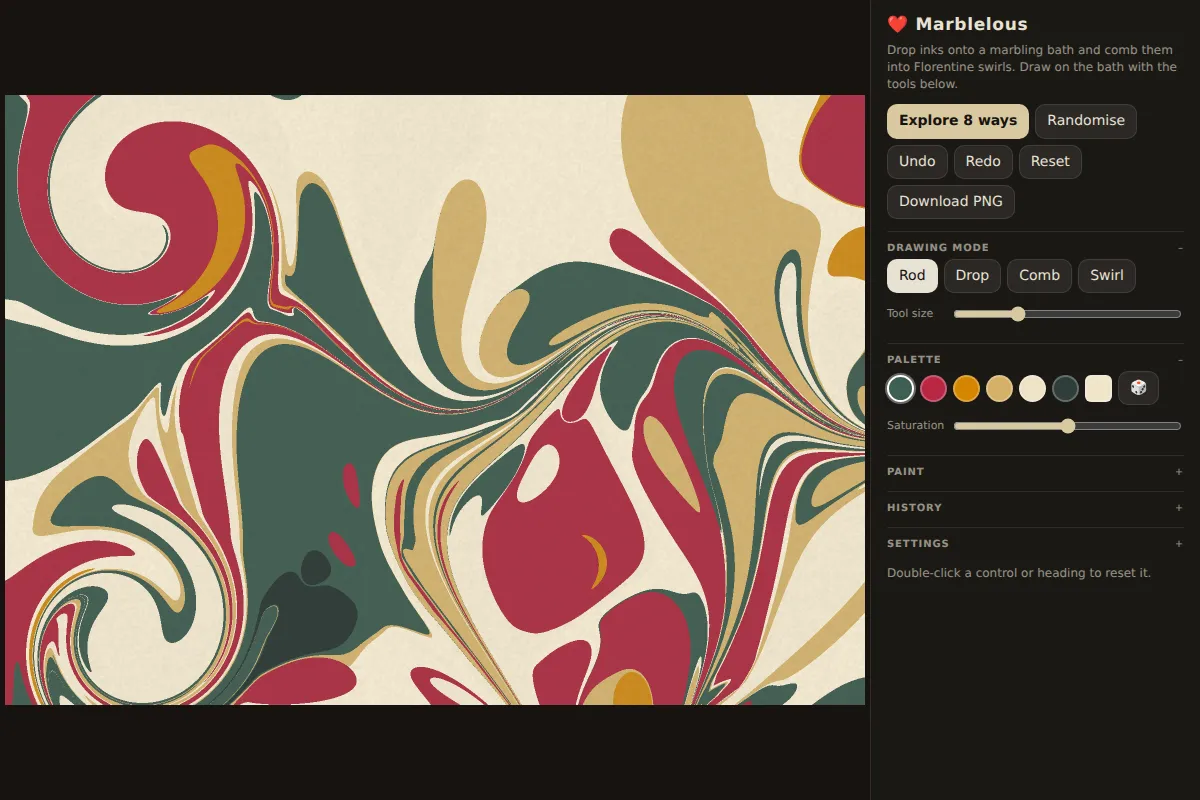 ❤️ Marblelous
Drop inks onto a marbling bath and comb them
into Florentine swirls. Draw on the bath with the
tools below.
Explore 8 ways
Randomise
Undo
Redo
Reset
Download PNG
DRAWING MODE
–
Rod
Drop
Comb
Swirl
Tool size
PALETTE
–
Saturation
PAINT
+
HISTORY
+
SETTINGS
+
Double-click a control or heading to reset it.